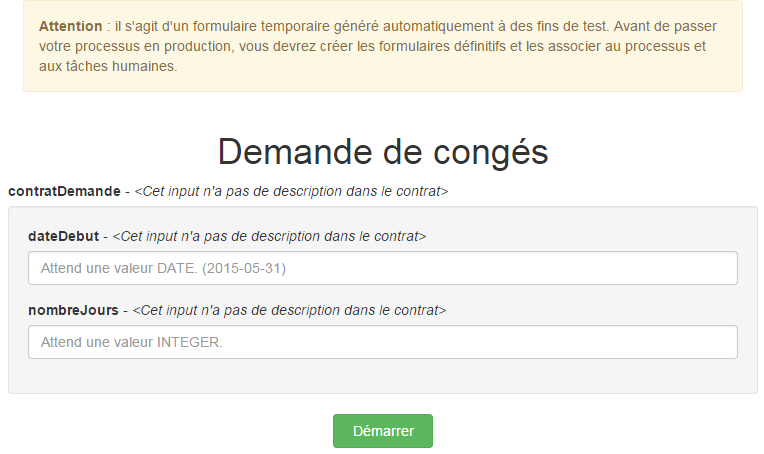 Attention : il s'agit d'un formulaire temporaire généré automatiquement à des fins de test. Avant de passer
votre processus en production, vous devrez créer les formulaires définitifs et les associer au processus et
aux tâches humaines.
Demande de congés
contratDemande - <Cet input n'a pas de description dans le contrat>
dateDebut - <Cet input n'a pas de description dans le contrat>
Attend une valeur DATE. (2015-05-31)
nombreJours - <Cet input n'a pas de description dans le contrat>
Attend une valeur INTEGER.
Démarrer